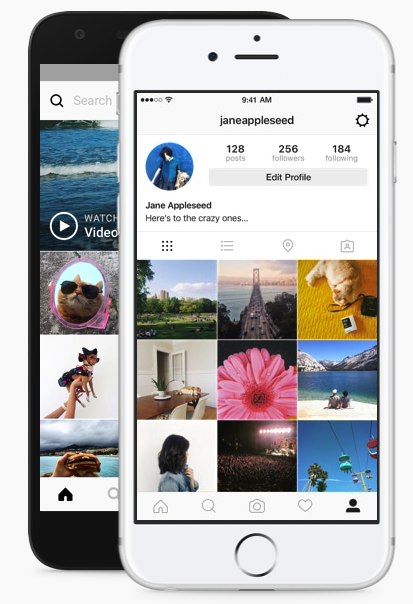 Search
WATCH
Video
9:41 AM
janeappleseed
128
posts
256
followers
184
following
Edit Profile
Jane Appleseed
Here's to the crazy ones...